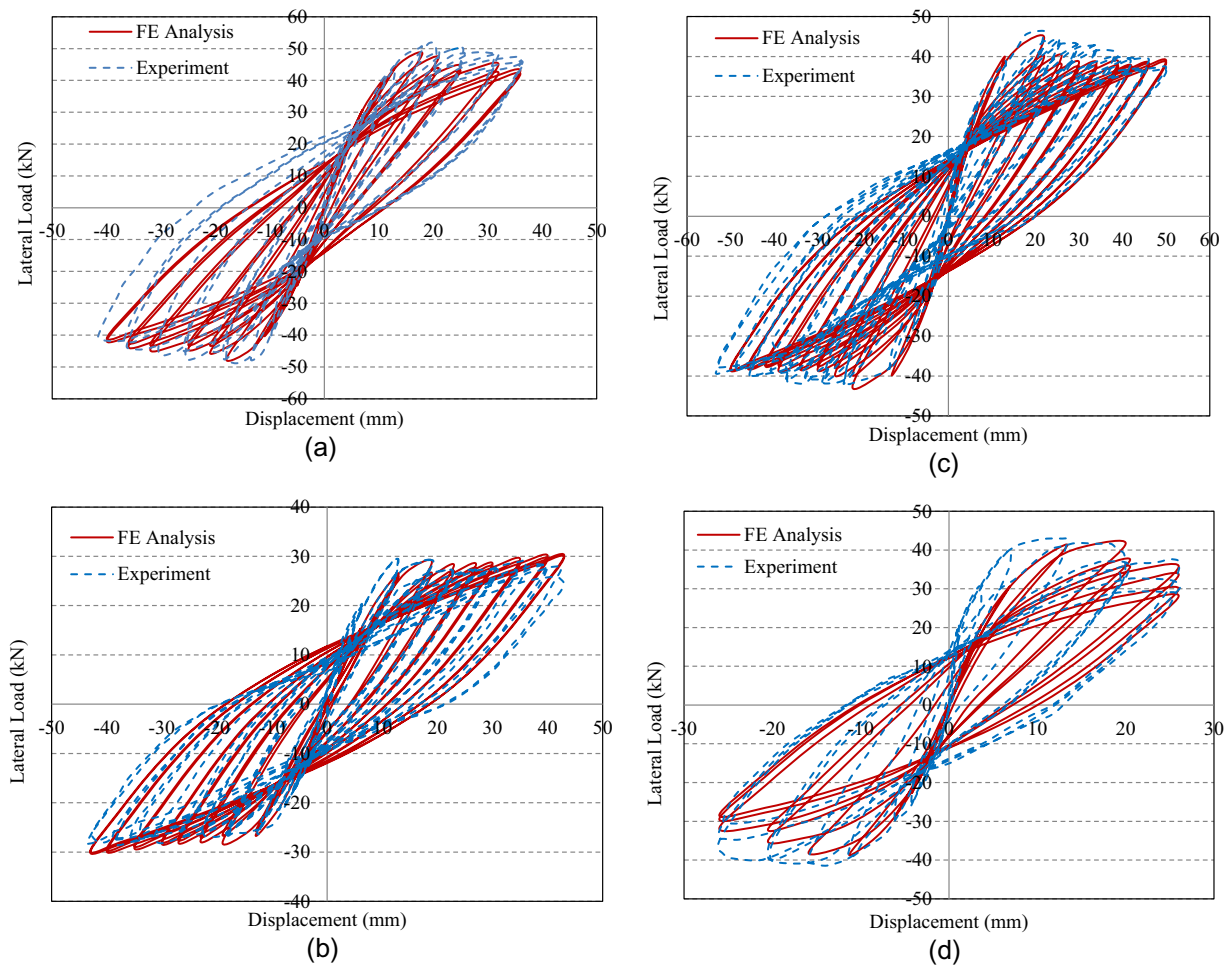 60
50
40
30
20
10
0
-10
-20
-30
-40
-50
-60
-50 -40 -30 -20 -10 0 10 20 30 40 50
Lateral Load (kN)
Displacement (mm)
FE Analysis
Experiment
(a)
50
40
30
20
10
0
-10
-20
-30
-40
-50
-60 -50 -40 -30 -20 -10 0 10 20 30 40 50 60
Lateral Load (kN)
Displacement (mm)
FE Analysis
Experiment
(c)
40
30
20
10
0
-10
-20
-30
-40
-50 -40 -30 -20 -10 0 10 20 30 40 50
Lateral Load (kN)
Displacement (mm)
FE Analysis
Experiment
(b)
50
40
30
20
10
0
-10
-20
-30
-40
-50
-30 -20 -10 0 10 20 30
Lateral Load (kN)
Displacement (mm)
FE Analysis
Experiment
(d)